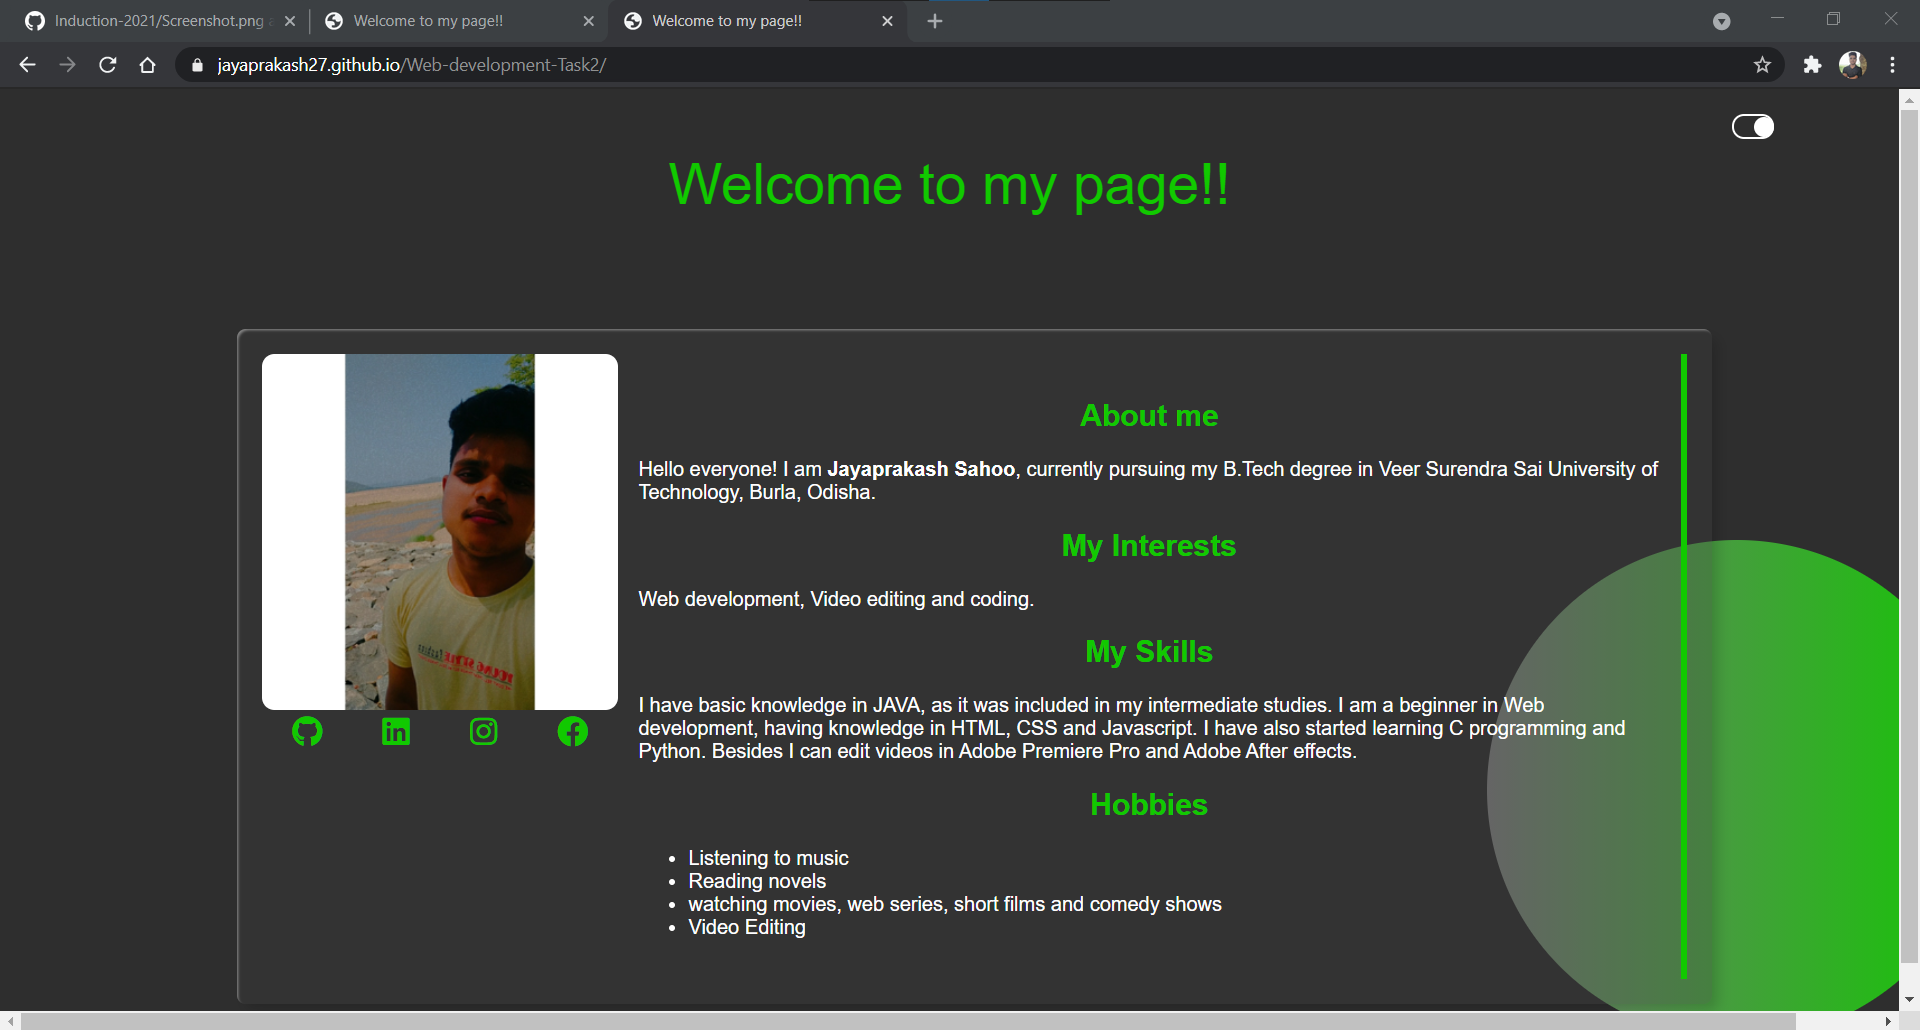 Induction-2021/Screenshot.png
Welcome to my page!!
Welcome to my page!!
jayaprakash27.github.io/Web-development-Task2/
Welcome to my page!!
About me
Hello everyone! I am Jayaprakash Sahoo, currently pursuing my B.Tech degree in Veer Surendra Sai University of
Technology, Burla, Odisha.
My Interests
Web development, Video editing and coding.
My Skills
I have basic knowledge in JAVA, as it was included in my intermediate studies. I am a beginner in Web
development, having knowledge in HTML, CSS and Javascript. I have also started learning C programming and
Python. Besides I can edit videos in Adobe Premiere Pro and Adobe After effects.
Hobbies
• Listening to music
• Reading novels
• watching movies, web series, short films and comedy shows
• Video Editing